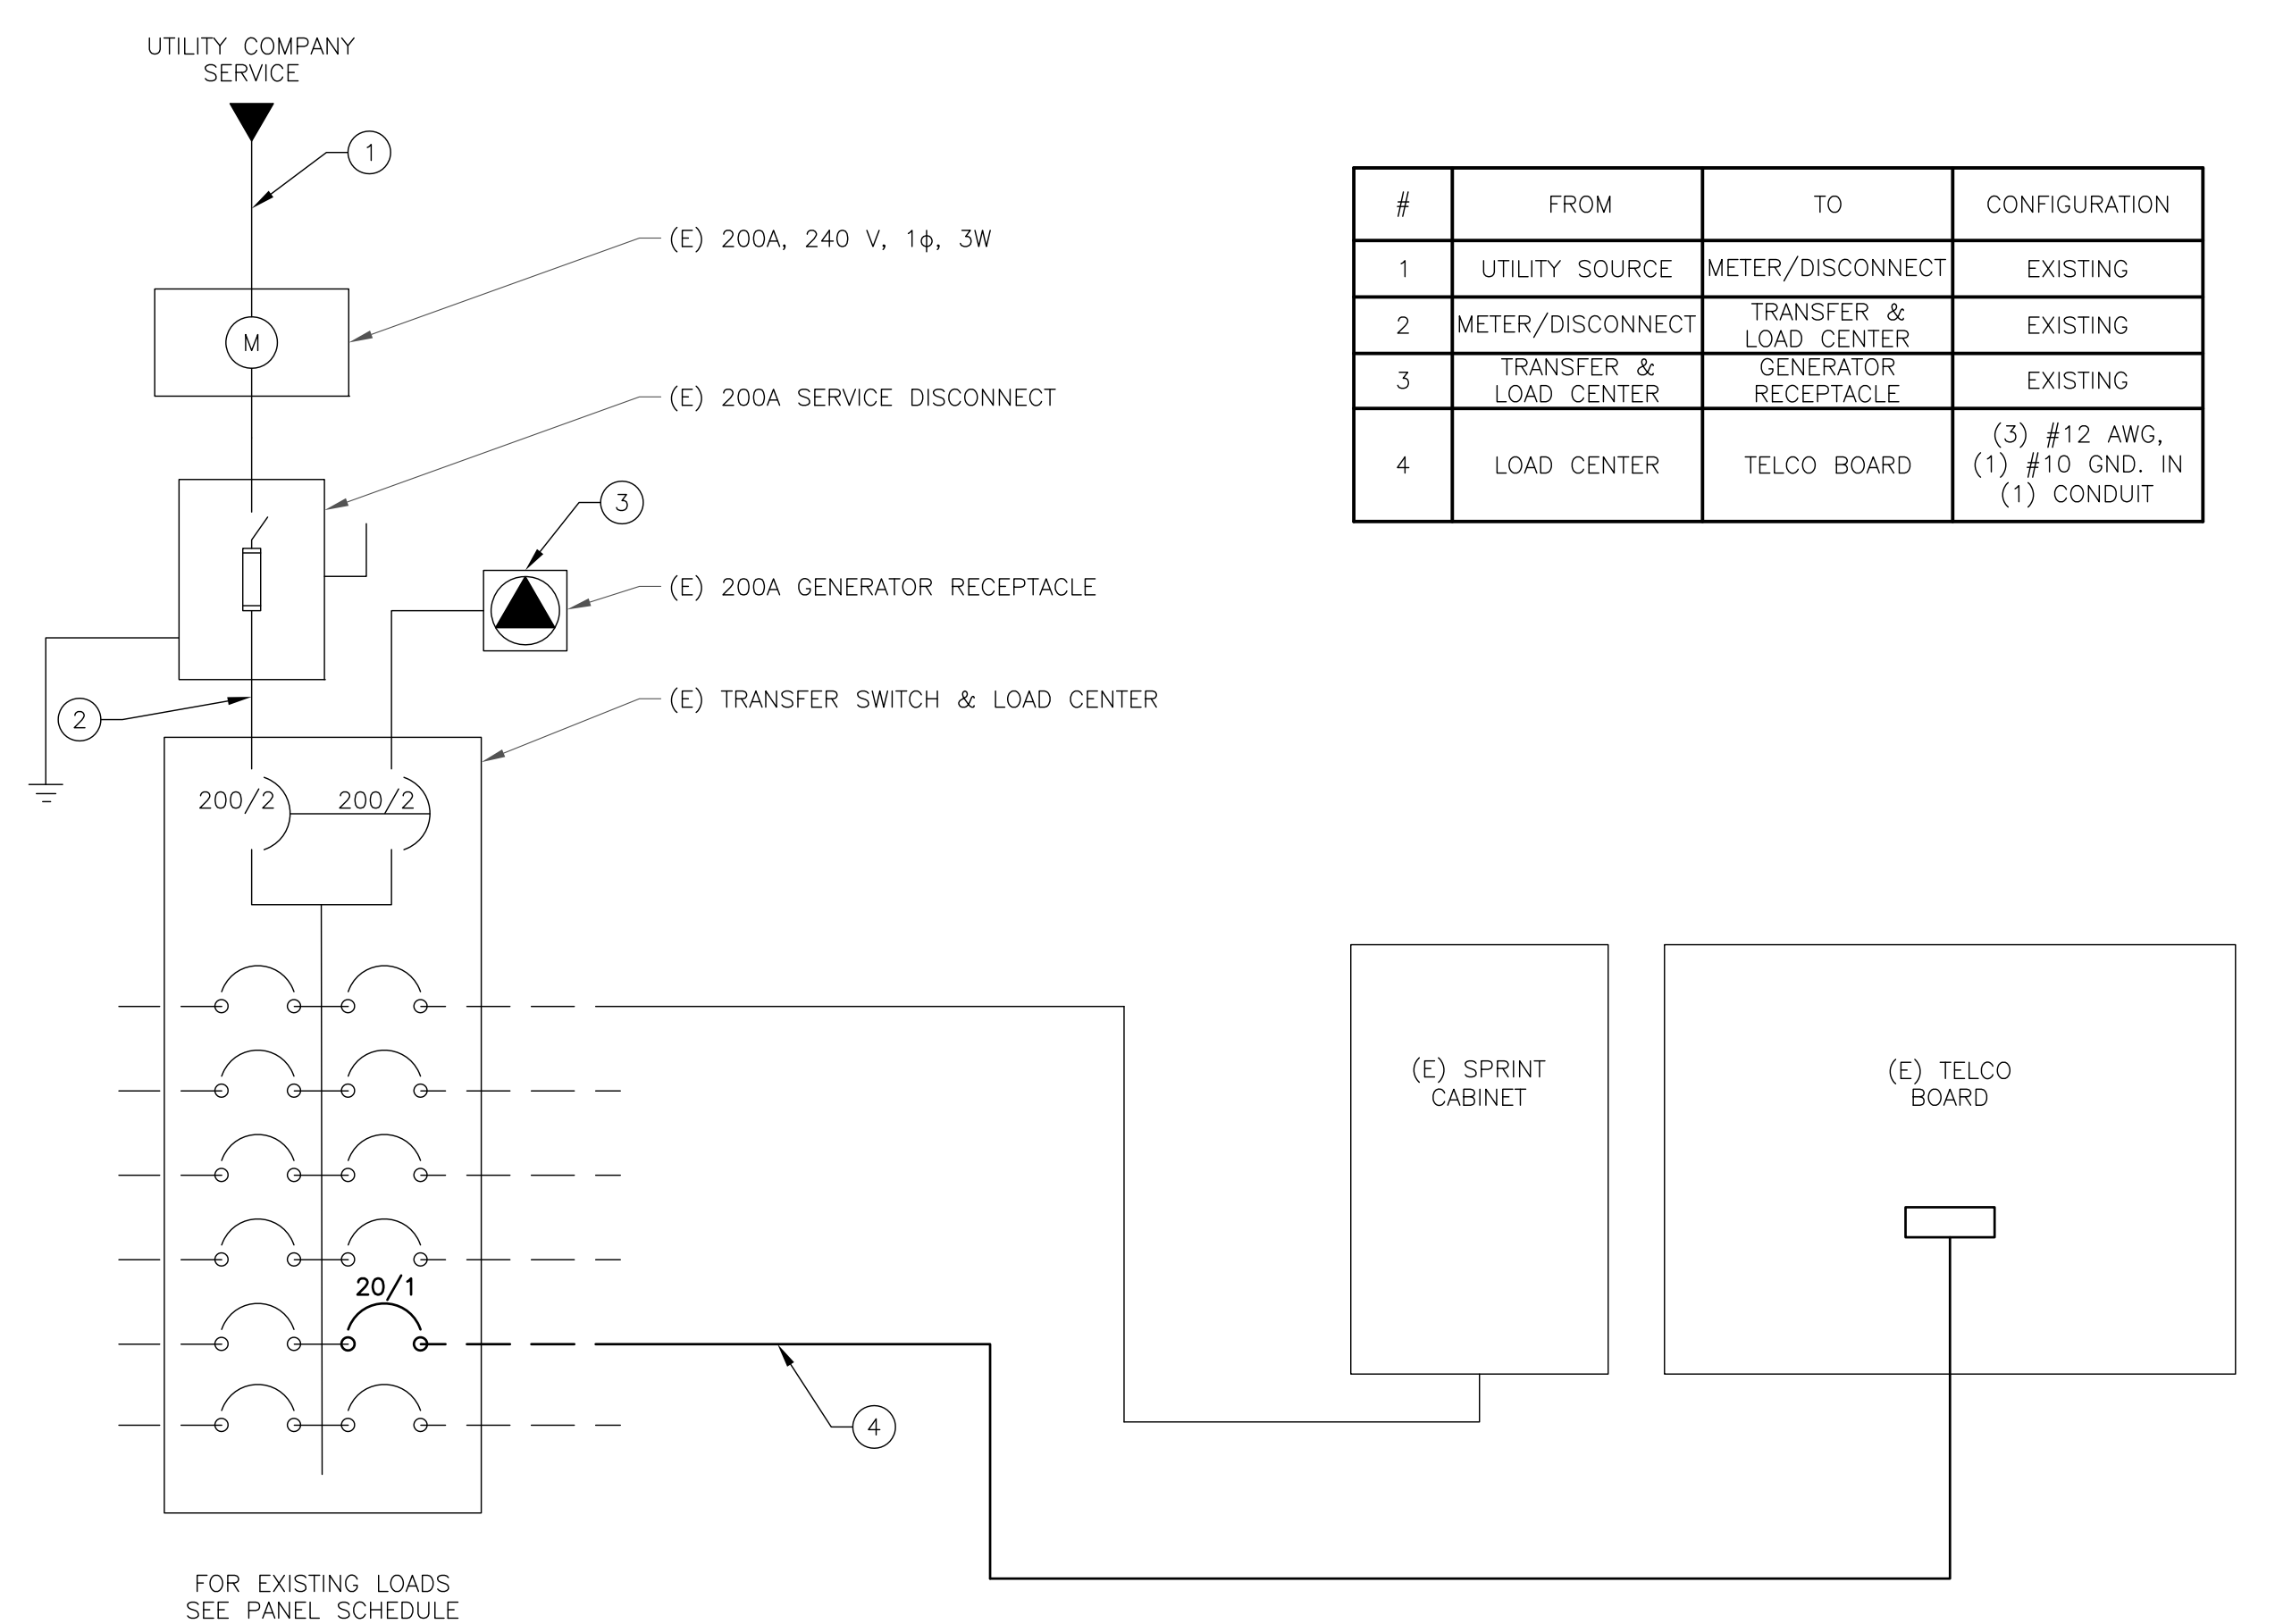 UTILITY COMPANY
SERVICE
1
(E) 200A, 240 V, 1ϕ, 3W
M
(E) 200A SERVICE DISCONNECT
3
(E) 200A GENERATOR RECEPTACLE
2
(E) TRANSFER SWITCH & LOAD CENTER
200/2 200/2
20/1
4
FOR EXISTING LOADS
SEE PANEL SCHEDULE
# FROM TO CONFIGURATION
1 UTILITY SOURCE METER/DISCONNECT EXISTING
2 METER/DISCONNECT TRANSFER &
LOAD CENTER EXISTING
3 TRANSFER &
LOAD CENTER GENERATOR
RECEPTACLE EXISTING
4 LOAD CENTER TELCO BOARD (3) #12 AWG,
(1) #10 GND. IN
(1) CONDUIT
(E) SPRINT
CABINET
(E) TELCO
BOARD